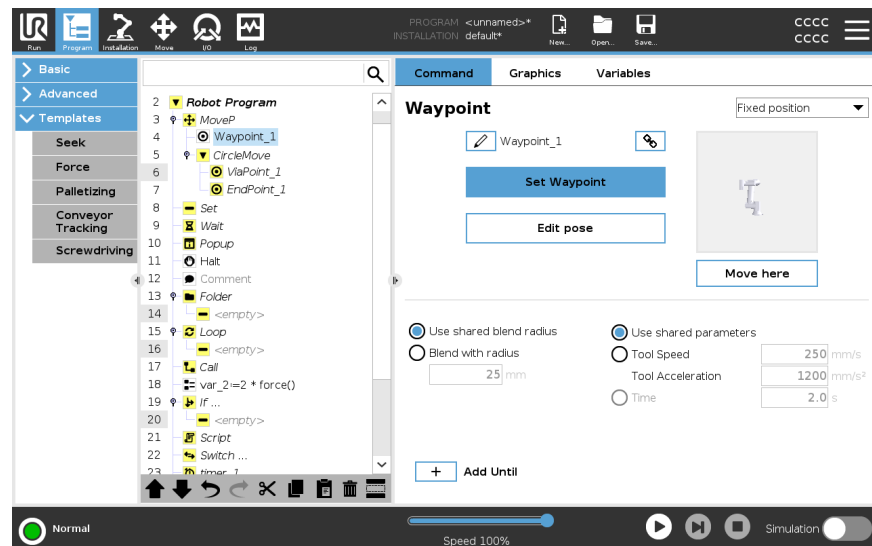 PROGRAM <unnamed>*
INSTALLATION default*
CCCC
CCCC
Run
Program
Installation
Move
I/O
Log
New...
Open...
Save...
Basic
Advanced
Templates
Seek
Force
Palletizing
Conveyor
Tracking
Screwdriving
2 Robot Program
3 MoveP
4 Waypoint_1
5 CircleMove
6 ViaPoint_1
7 EndPoint_1
8 Set
9 Wait
10 Popup
11 Halt
12 Comment
13 Folder
14 <empty>
15 Loop
16 <empty>
17 Call
18 var_2:=2 * force()
19 If ...
20 <empty>
21 Script
22 Switch ...
23 timer_1
Command Graphics Variables
Waypoint
Fixed position
Waypoint_1
Set Waypoint
Edit pose
Move here
Use shared blend radius
Blend with radius
25 mm
Use shared parameters
Tool Speed 250 mm/s
Tool Acceleration 1200 mm/s²
Time 2.0 s
+ Add Until
Normal
Speed 100%
Simulation